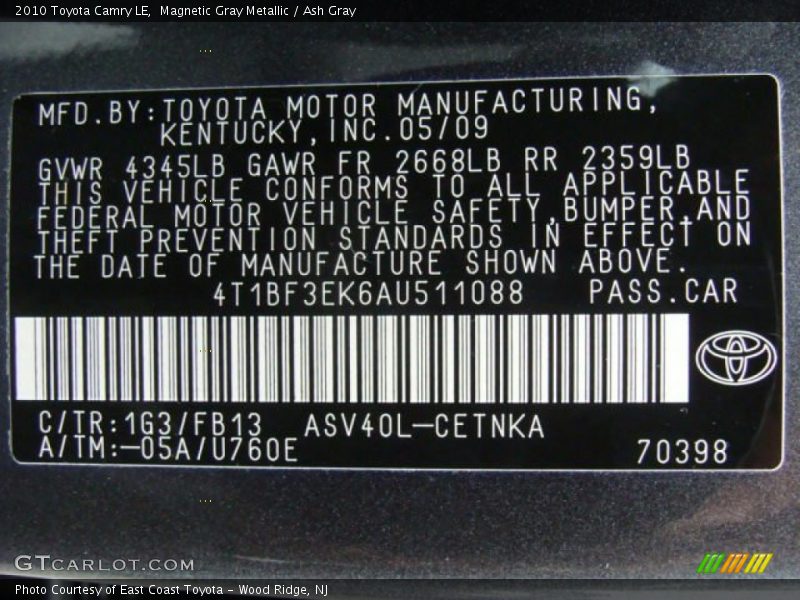 2010 Toyota Camry LE, Magnetic Gray Metallic / Ash Gray
MFD.BY:TOYOTA MOTOR MANUFACTURING,
KENTUCKY,INC.05/09
GVWR 4345LB GAWR FR 2668LB RR 2359LB
THIS VEHICLE CONFORMS TO ALL APPLICABLE
FEDERAL MOTOR VEHICLE SAFETY,BUMPER,AND
THEFT PREVENTION STANDARDS IN EFFECT ON
THE DATE OF MANUFACTURE SHOWN ABOVE.
4T1BF3EK6AU511088 PASS.CAR
C/TR:1G3/FB13 ASV40L-CETNKA
A/TM:-05A/U760E 70398
GTCARLOT.COM
Photo Courtesy of East Coast Toyota - Wood Ridge, NJ